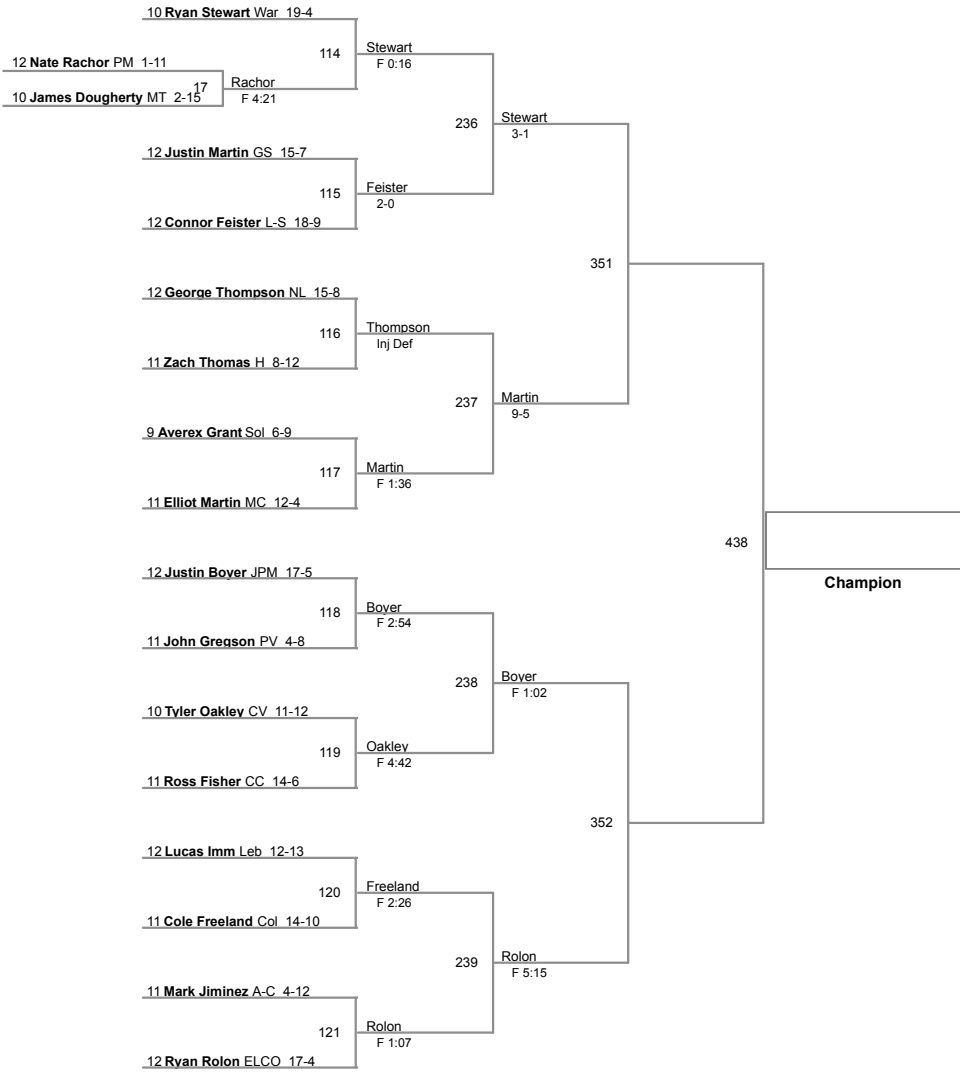 10 Ryan Stewart War 19-4
114
Stewart
F 0:16
12 Nate Rachor PM 1-11
17
Rachor
F 4:21
10 James Dougherty MT 2-15
236
Stewart
3-1
12 Justin Martin GS 15-7
115
Feister
2-0
12 Connor Feister L-S 18-9
351
12 George Thompson NL 15-8
116
Thompson
Inj Def
11 Zach Thomas H 8-12
237
Martin
9-5
9 Averex Grant Sol 6-9
117
Martin
F 1:36
11 Elliot Martin MC 12-4
438
Champion
12 Justin Boyer JPM 17-5
118
Boyer
F 2:54
11 John Gregson PV 4-8
238
Boyer
F 1:02
10 Tyler Oakley CV 11-12
119
Oakley
F 4:42
11 Ross Fisher CC 14-6
352
12 Lucas Imm Leb 12-13
120
Freeland
F 2:26
11 Cole Freeland Col 14-10
239
Rolon
F 5:15
11 Mark Jiminez A-C 4-12
121
Rolon
F 1:07
12 Ryan Rolon ELCO 17-4